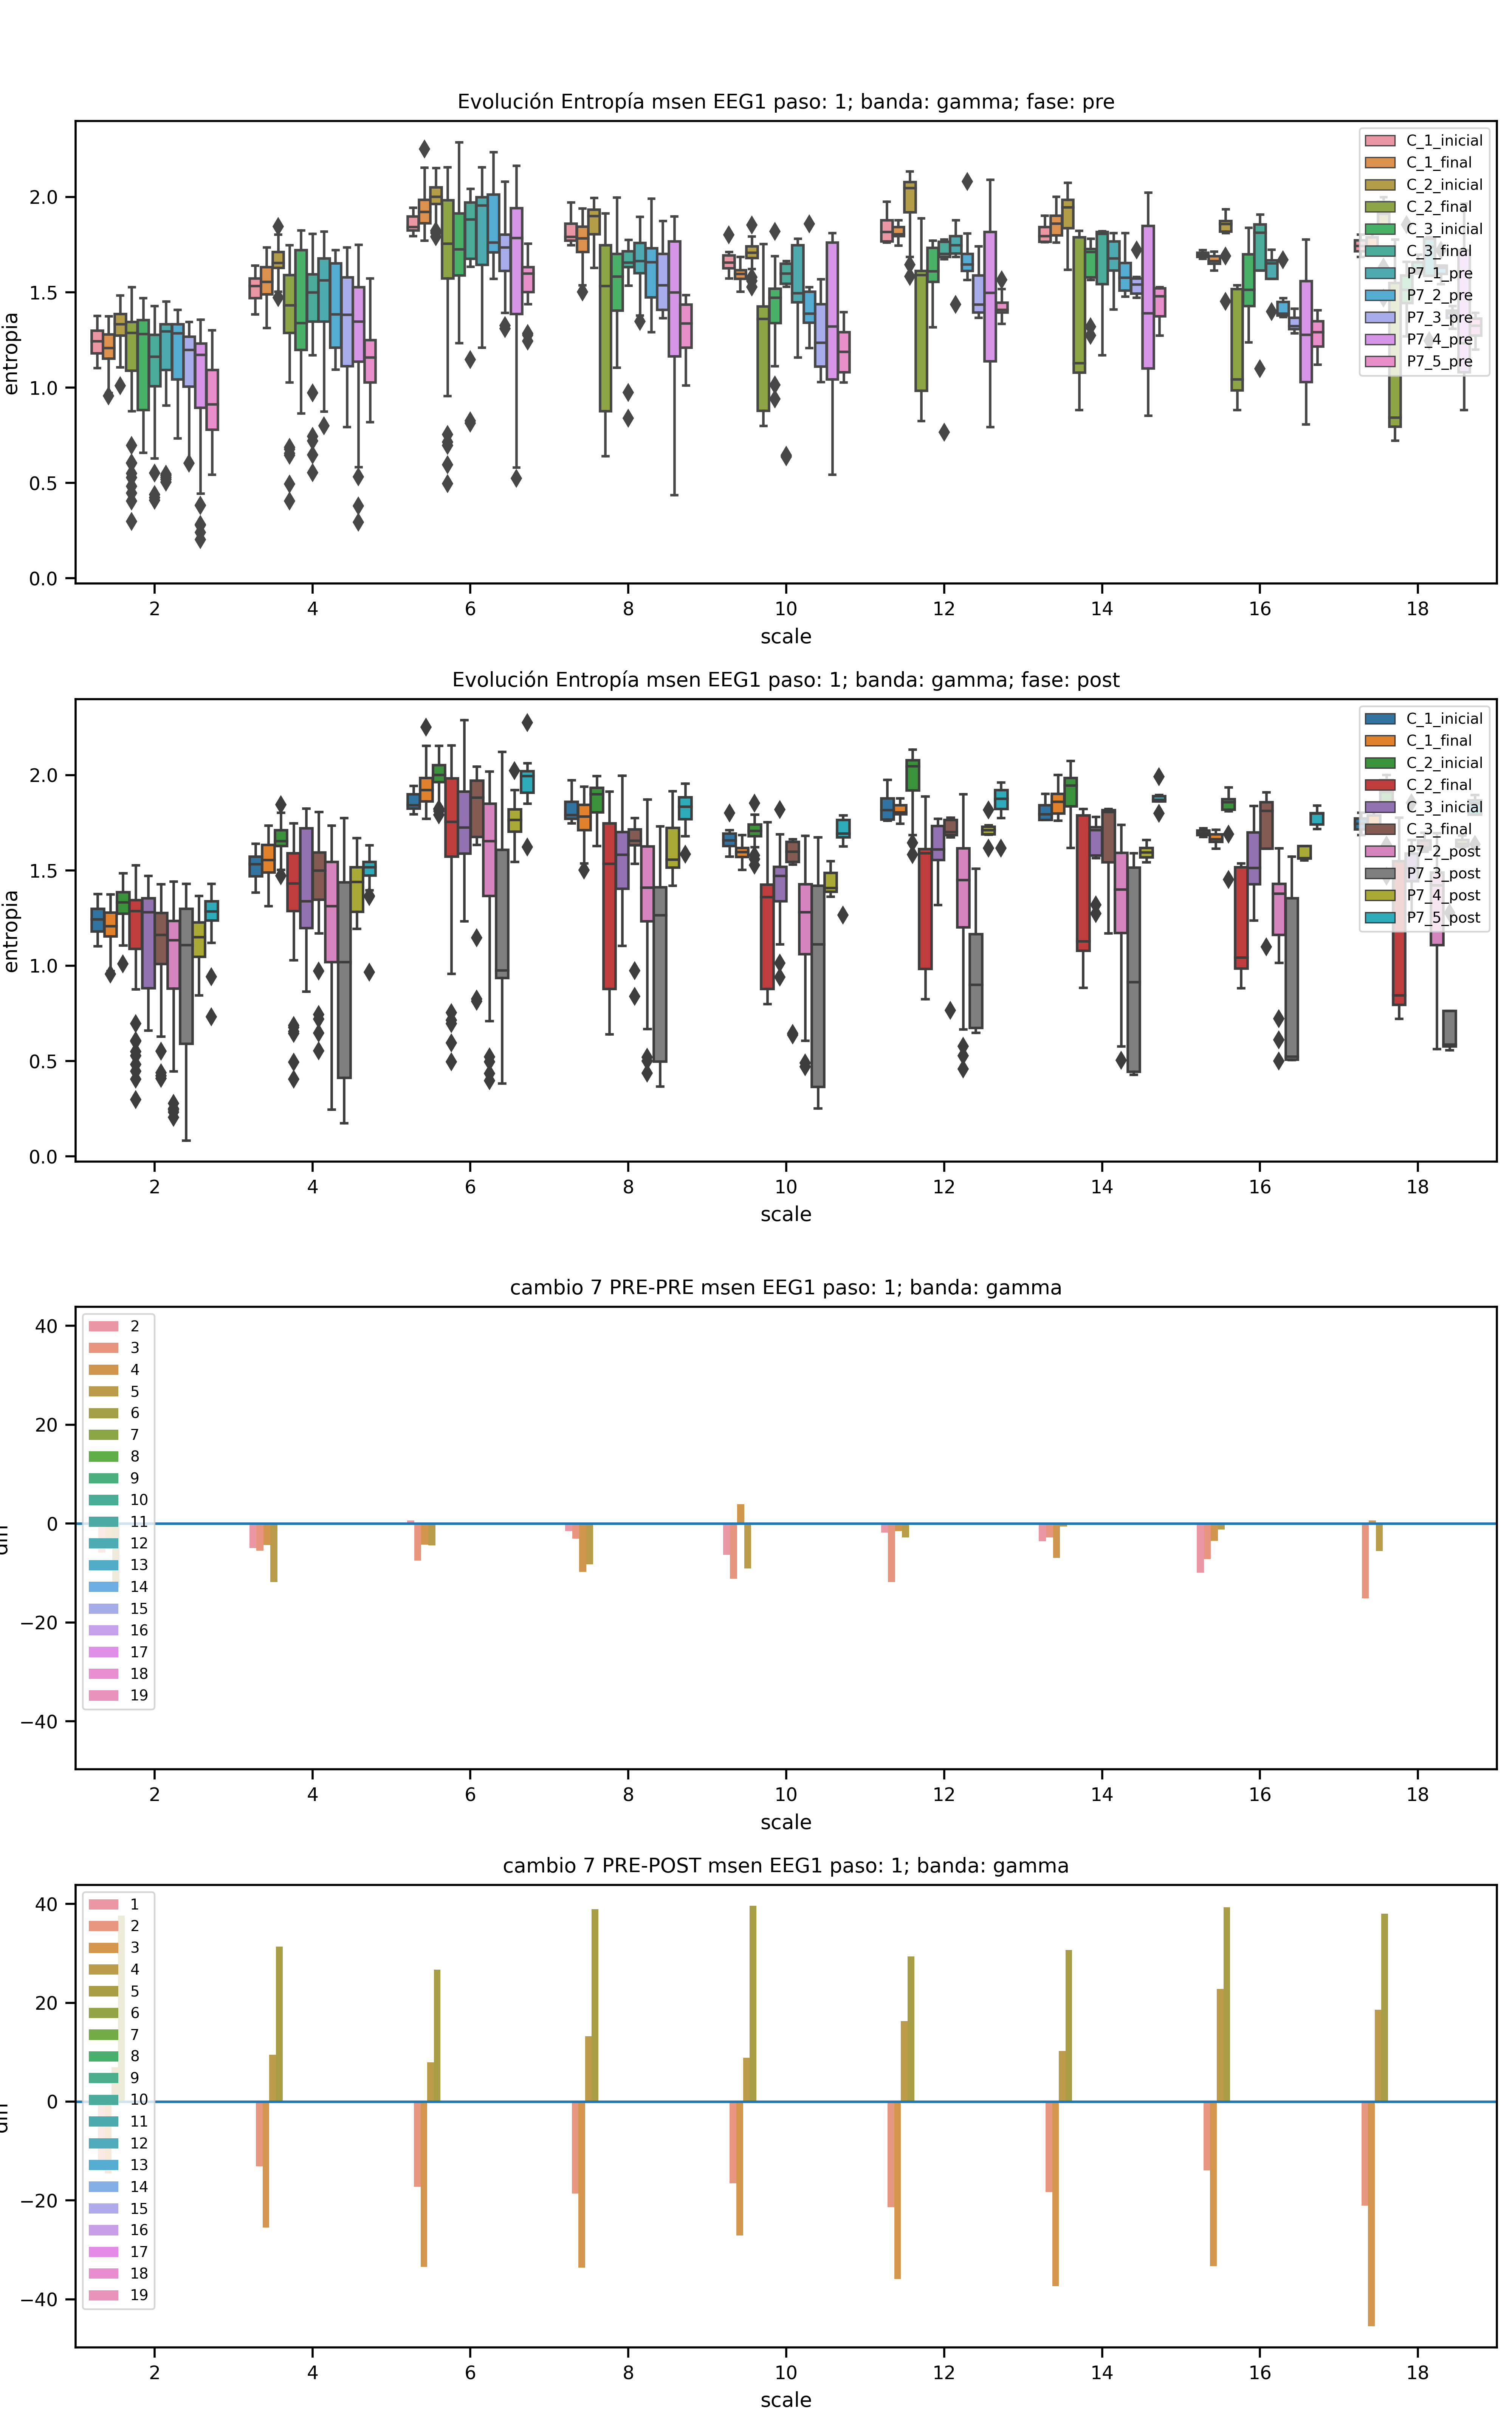 Evolución Entropía msen EEG1 paso: 1; banda: gamma; fase: pre
entropia
2.0
1.5
1.0
0.5
0.0
C_1_inicial
C_1_final
C_2_inicial
C_2_final
C_3_inicial
C_3_final
P7_1_pre
P7_2_pre
P7_3_pre
P7_4_pre
P7_5_pre
2 4 6 8 10 12 14 16 18
scale
Evolución Entropía msen EEG1 paso: 1; banda: gamma; fase: post
entropia
2.0
1.5
1.0
0.5
0.0
C_1_inicial
C_1_final
C_2_inicial
C_2_final
C_3_inicial
C_3_final
P7_2_post
P7_3_post
P7_4_post
P7_5_post
2 4 6 8 10 12 14 16 18
scale
cambio 7 PRE-PRE msen EEG1 paso: 1; banda: gamma
40
20
0
−20
−40
2
3
4
5
6
7
8
9
10
11
12
13
14
15
16
17
18
19
2 4 6 8 10 12 14 16 18
scale
cambio 7 PRE-POST msen EEG1 paso: 1; banda: gamma
40
20
0
−20
−40
1
2
3
4
5
6
7
8
9
10
11
12
13
14
15
16
17
18
19
2 4 6 8 10 12 14 16 18
scale